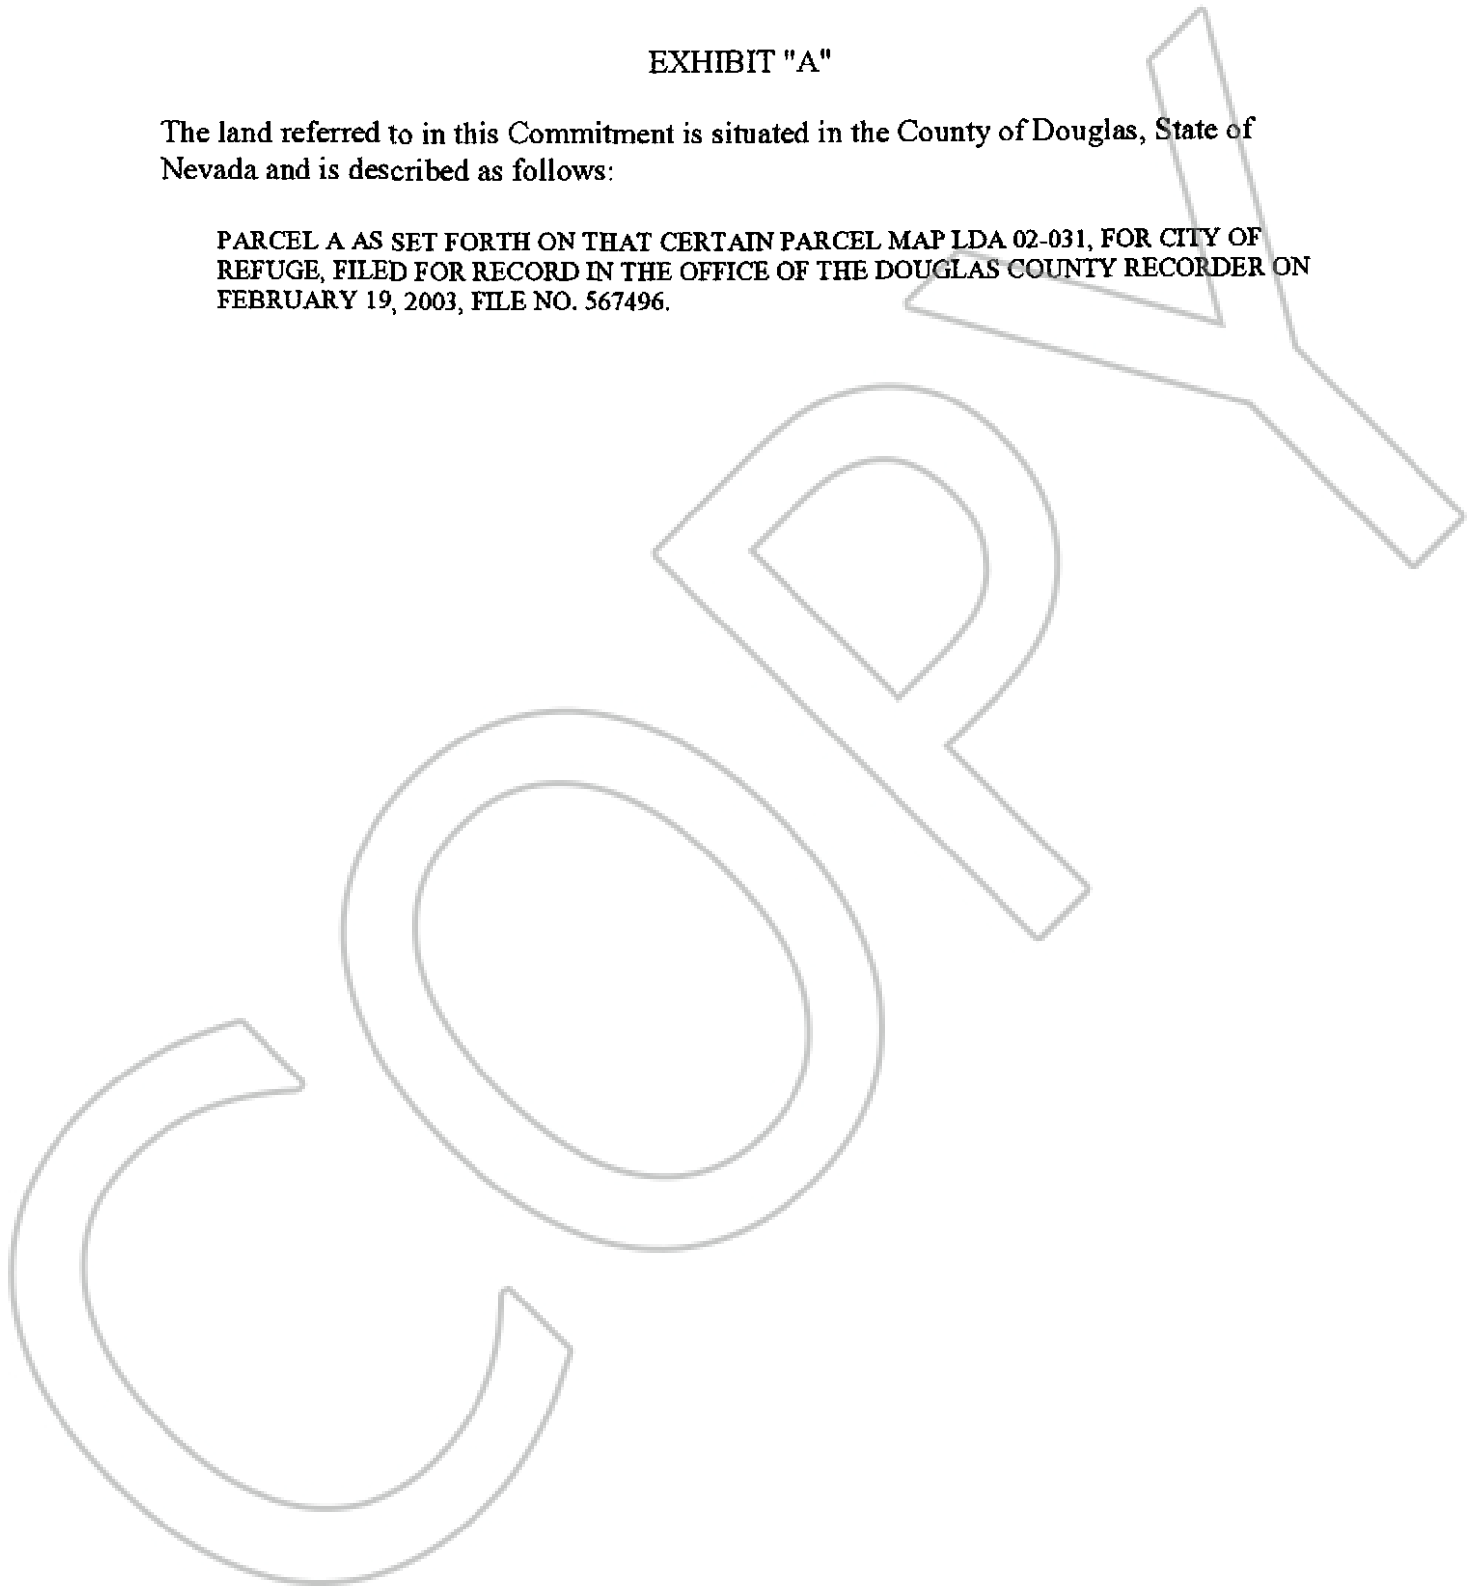 EXHIBIT "A"
The land referred to in this Commitment is situated in the County of Douglas, State of
Nevada and is described as follows:
PARCEL A AS SET FORTH ON THAT CERTAIN PARCEL MAP LDA 02-031, FOR CITY OF
REFUGE, FILED FOR RECORD IN THE OFFICE OF THE DOUGLAS COUNTY RECORDER ON
FEBRUARY 19, 2003, FILE NO. 567496.
COPY